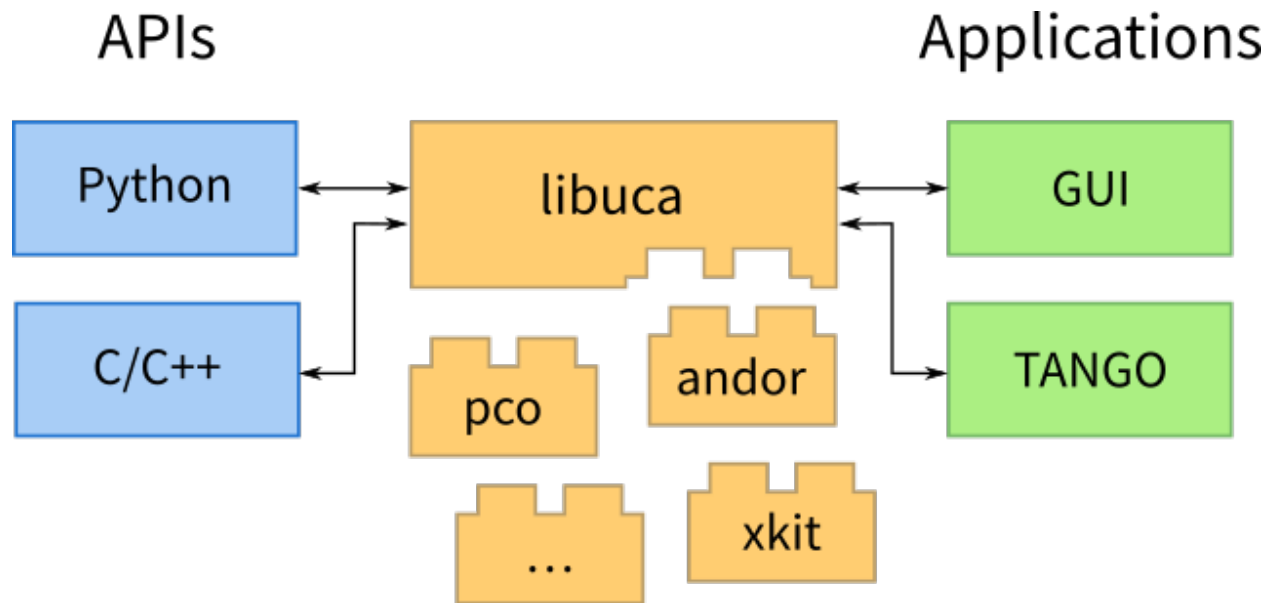 APIs
Applications
Python
libuca
GUI
C/C++
pco
andor
TANGO
...
xkit